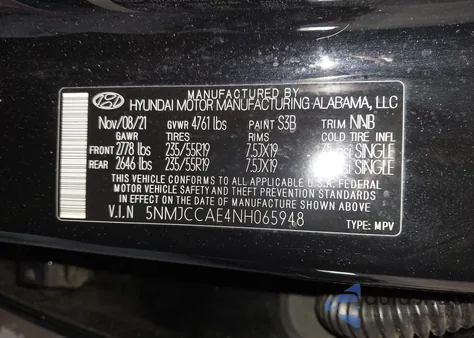 MANUFACTURED BY
HYUNDAI MOTOR MANUFACTURING ALABAMA, LLC
Nov/08/21 GVWR 4761 lbs PAINT S3B TRIM NNB
GAWR TIRES RIMS COLD TIRE INFL
FRONT 2778 lbs 235/55R19 7.5JX19 SINGLE
REAR 2646 lbs 235/55R19 7.5JX19 SINGLE
THIS VEHICLE CONFORMS TO ALL APPLICABLE U.S.A. FEDERAL
MOTOR VEHICLE SAFETY AND THEFT PREVENTION STANDARDS
IN EFFECT ON THE DATE OF MANUFACTURE SHOWN ABOVE.
V.I.N 5NMJCCAE4NH065948 TYPE: MPV